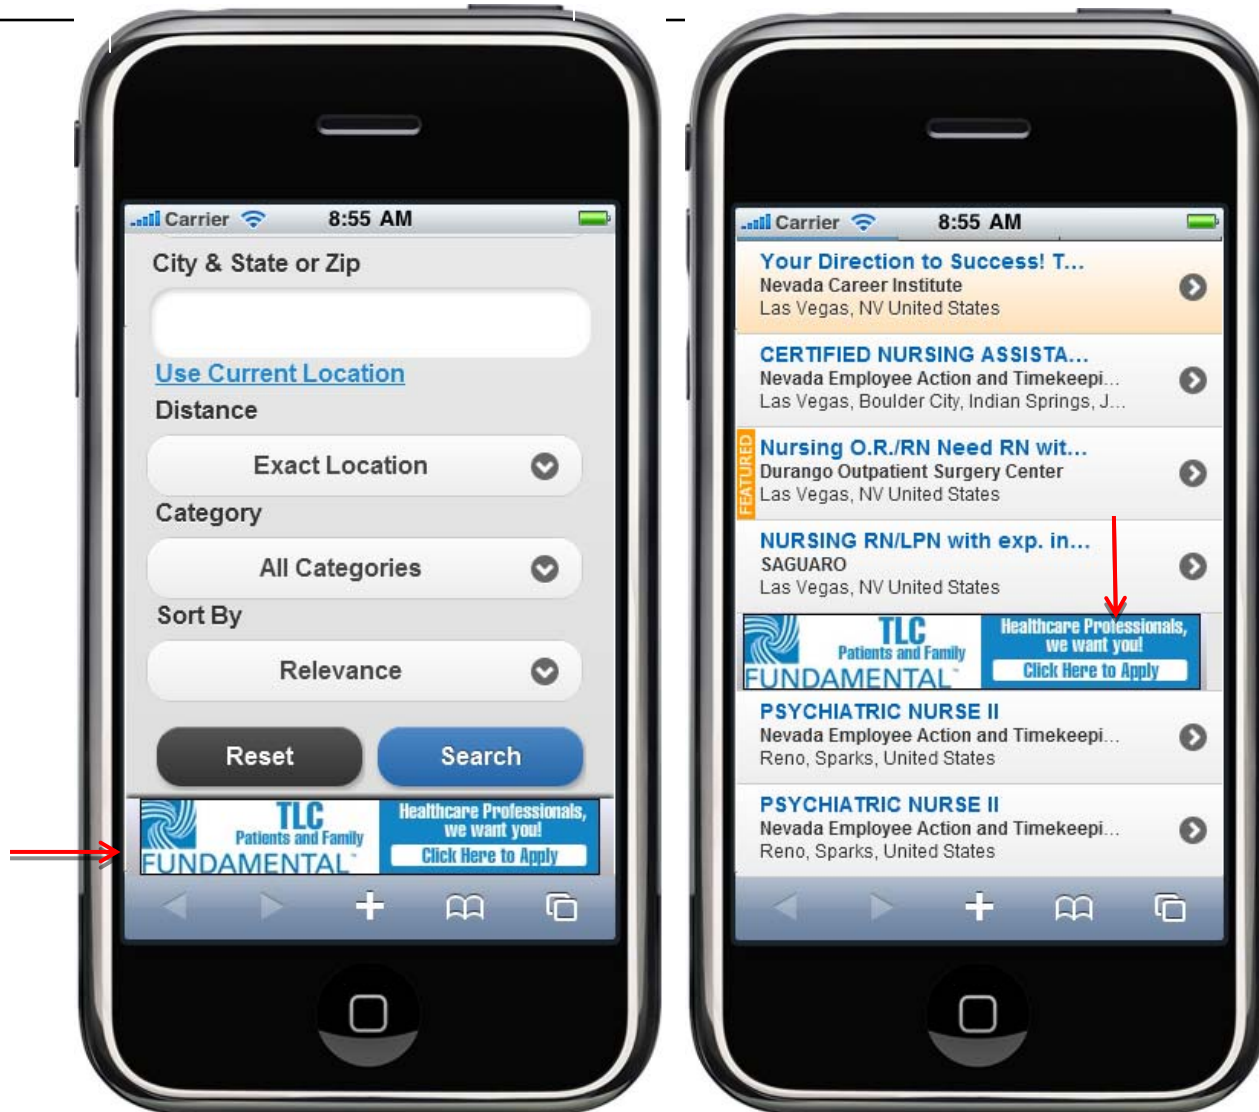 Carrier
8:55 AM
City & State or Zip
Use Current Location
Distance
Exact Location
Category
All Categories
Sort By
Relevance
Reset
Search
TLC
Patients and Family
FUNDAMENTAL™
Healthcare Professionals,
we want you!
Click Here to Apply
Carrier
8:55 AM
Your Direction to Success! T...
Nevada Career Institute
Las Vegas, NV United States
CERTIFIED NURSING ASSISTA...
Nevada Employee Action and Timekeepi...
Las Vegas, Boulder City, Indian Springs, J...
FEATURED
Nursing O.R./RN Need RN wit...
Durango Outpatient Surgery Center
Las Vegas, NV United States
NURSING RN/LPN with exp. in...
SAGUARO
Las Vegas, NV United States
TLC
Patients and Family
FUNDAMENTAL™
Healthcare Professionals,
we want you!
Click Here to Apply
PSYCHIATRIC NURSE II
Nevada Employee Action and Timekeepi...
Reno, Sparks, United States
PSYCHIATRIC NURSE II
Nevada Employee Action and Timekeepi...
Reno, Sparks, United States